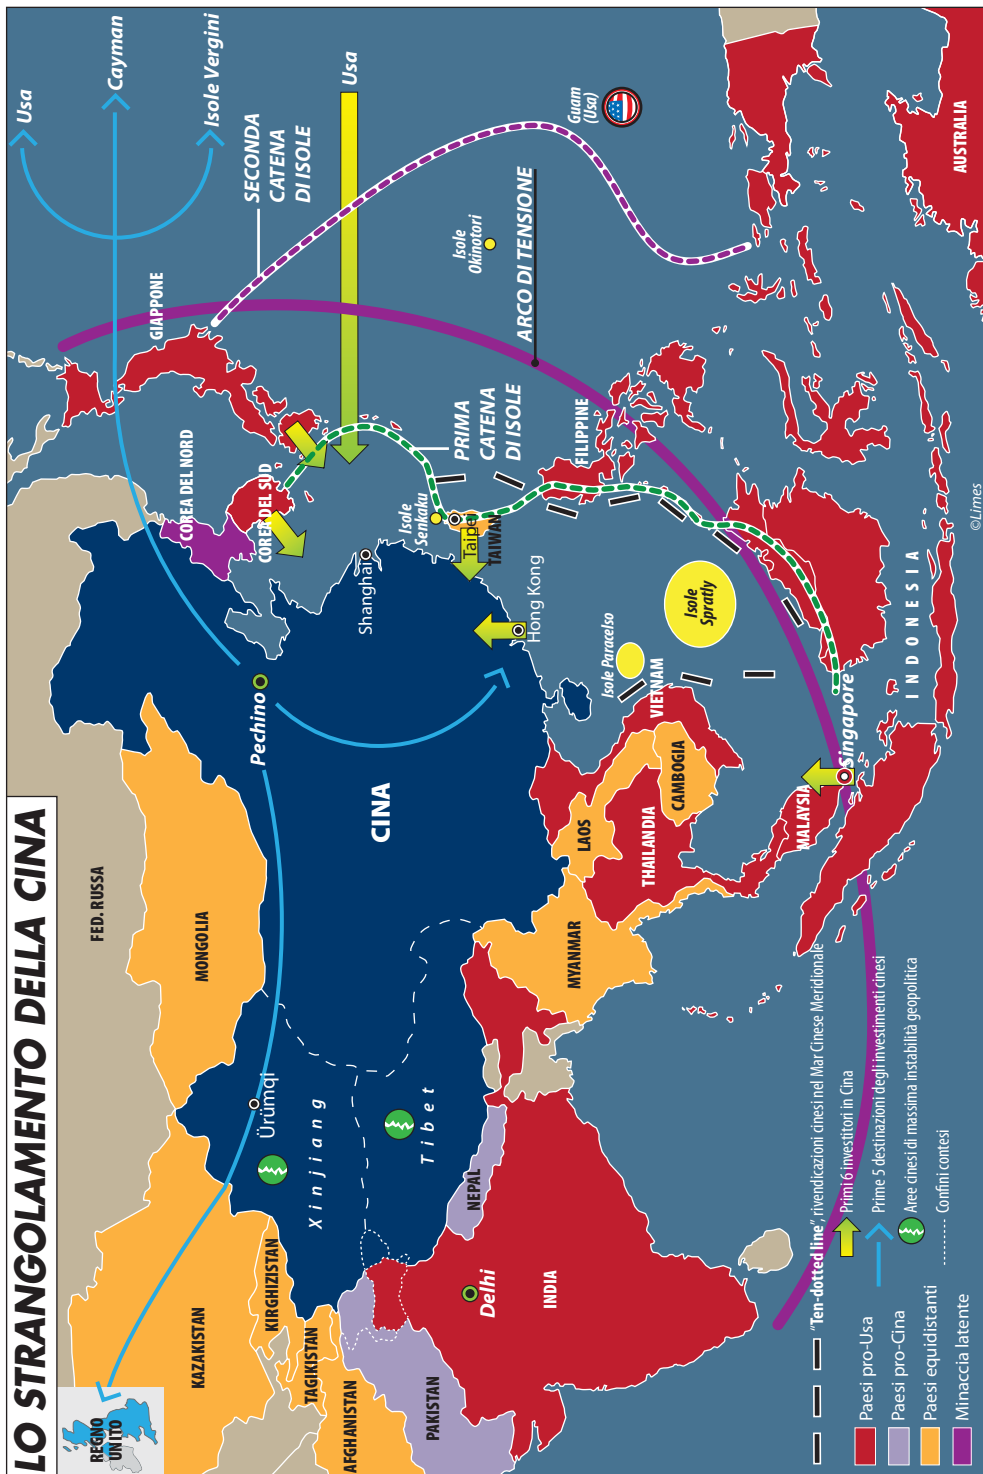 LO STRANGOLAMENTO DELLA CINA
REGNO
UNITO
FED. RUSSA
KAZAKISTAN
MONGOLIA
KIRGHIZISTAN
TAGIKISTAN
AFGHANISTAN
PAKISTAN
Ürümqi
Xinjiang
Tibet
NEPAL
Delhi
INDIA
CINA
Pechino
Shanghai
Hong Kong
COREA DEL NORD
COREA DEL SUD
GIAPPONE
Usa
Cayman
Isole Vergini
Usa
SECONDA
CATENA
DI ISOLE
PRIMA
CATENA
DI ISOLE
ARCO DI TENSIONE
Isole
Okinotori
Guam
(Usa)
Isole
Senkaku
Taipei
TAIWAN
FILIPPINE
Isole Paracelso
Isole
Spratly
MYANMAR
LAOS
THAILANDIA
CAMBOGIA
VIETNAM
MALAYSIA
Singapore
INDONESIA
AUSTRALIA
"Ten-dotted line", rivendicazioni cinesi nel Mar Cinese Meridionale
Paesi pro-Usa
Paesi pro-Cina
Paesi equidistanti
Minaccia latente
Primi 6 investitori in Cina
Prime 5 destinazioni degli investimenti cinesi
Aree cinesi di massima instabilità geopolitica
Confini contesi
©Limes